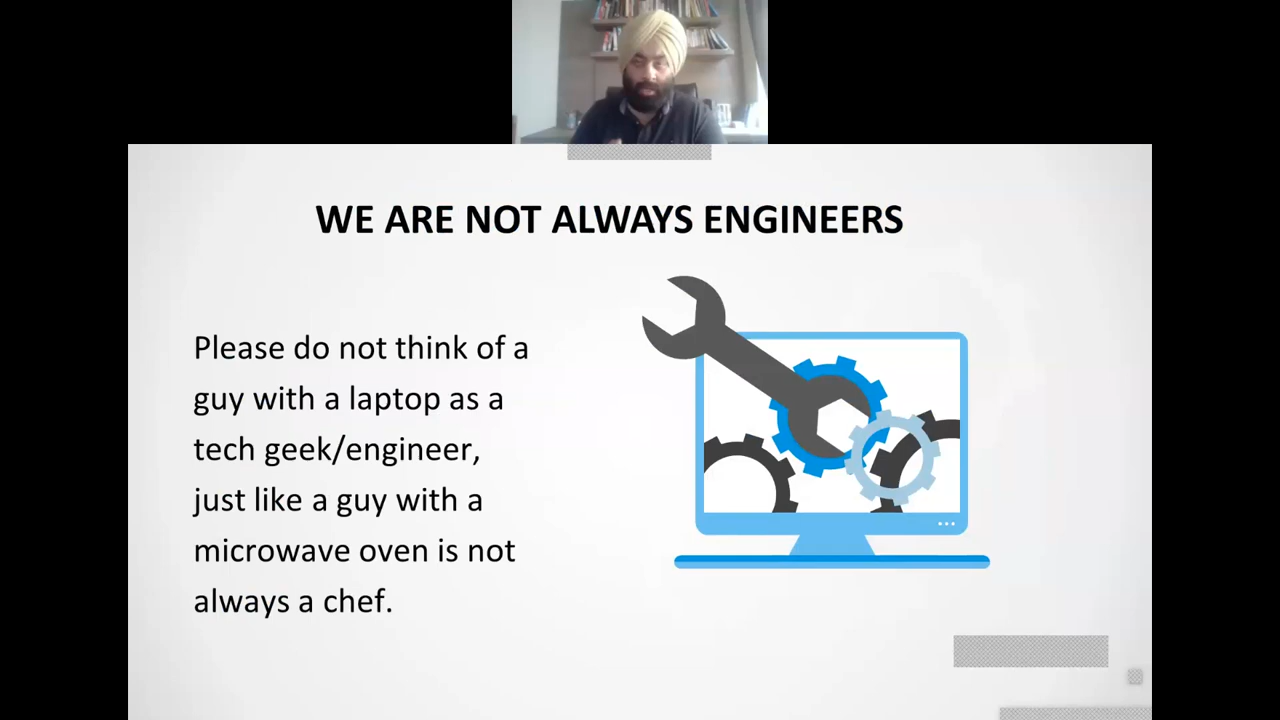 WE ARE NOT ALWAYS ENGINEERS
Please do not think of a
guy with a laptop as a
tech geek/engineer,
just like a guy with a
microwave oven is not
always a chef.